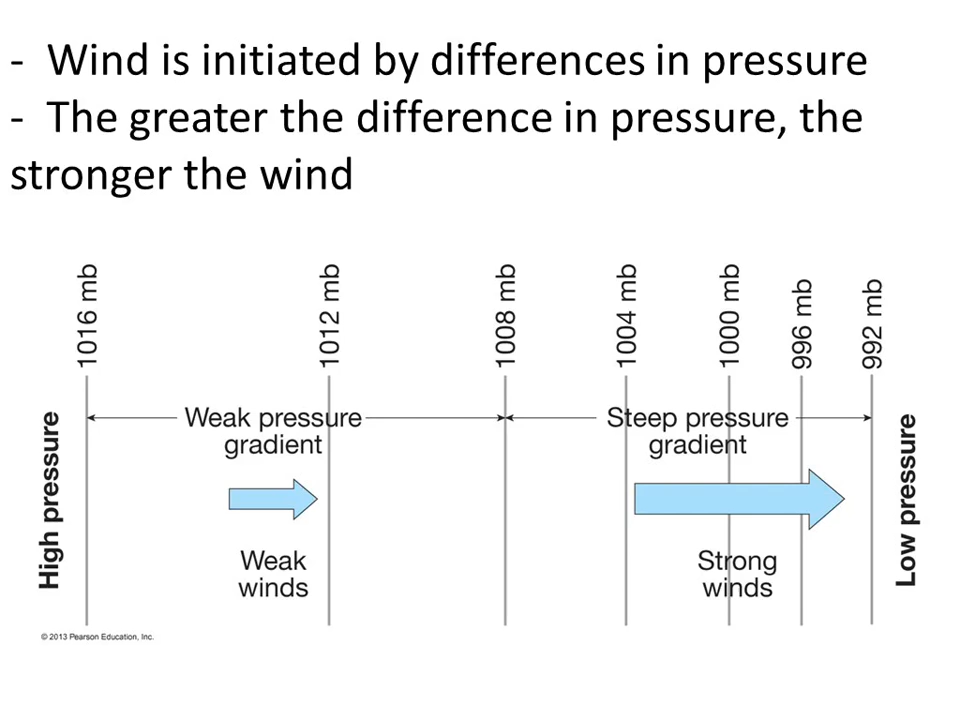 - Wind is initiated by differences in pressure
- The greater the difference in pressure, the
stronger the wind
1016 mb
1012 mb
1008 mb
1004 mb
1000 mb
996 mb
992 mb
High pressure
Weak pressure
gradient
Steep pressure
gradient
Low pressure
Weak
winds
Strong
winds
© 2013 Pearson Education, Inc.